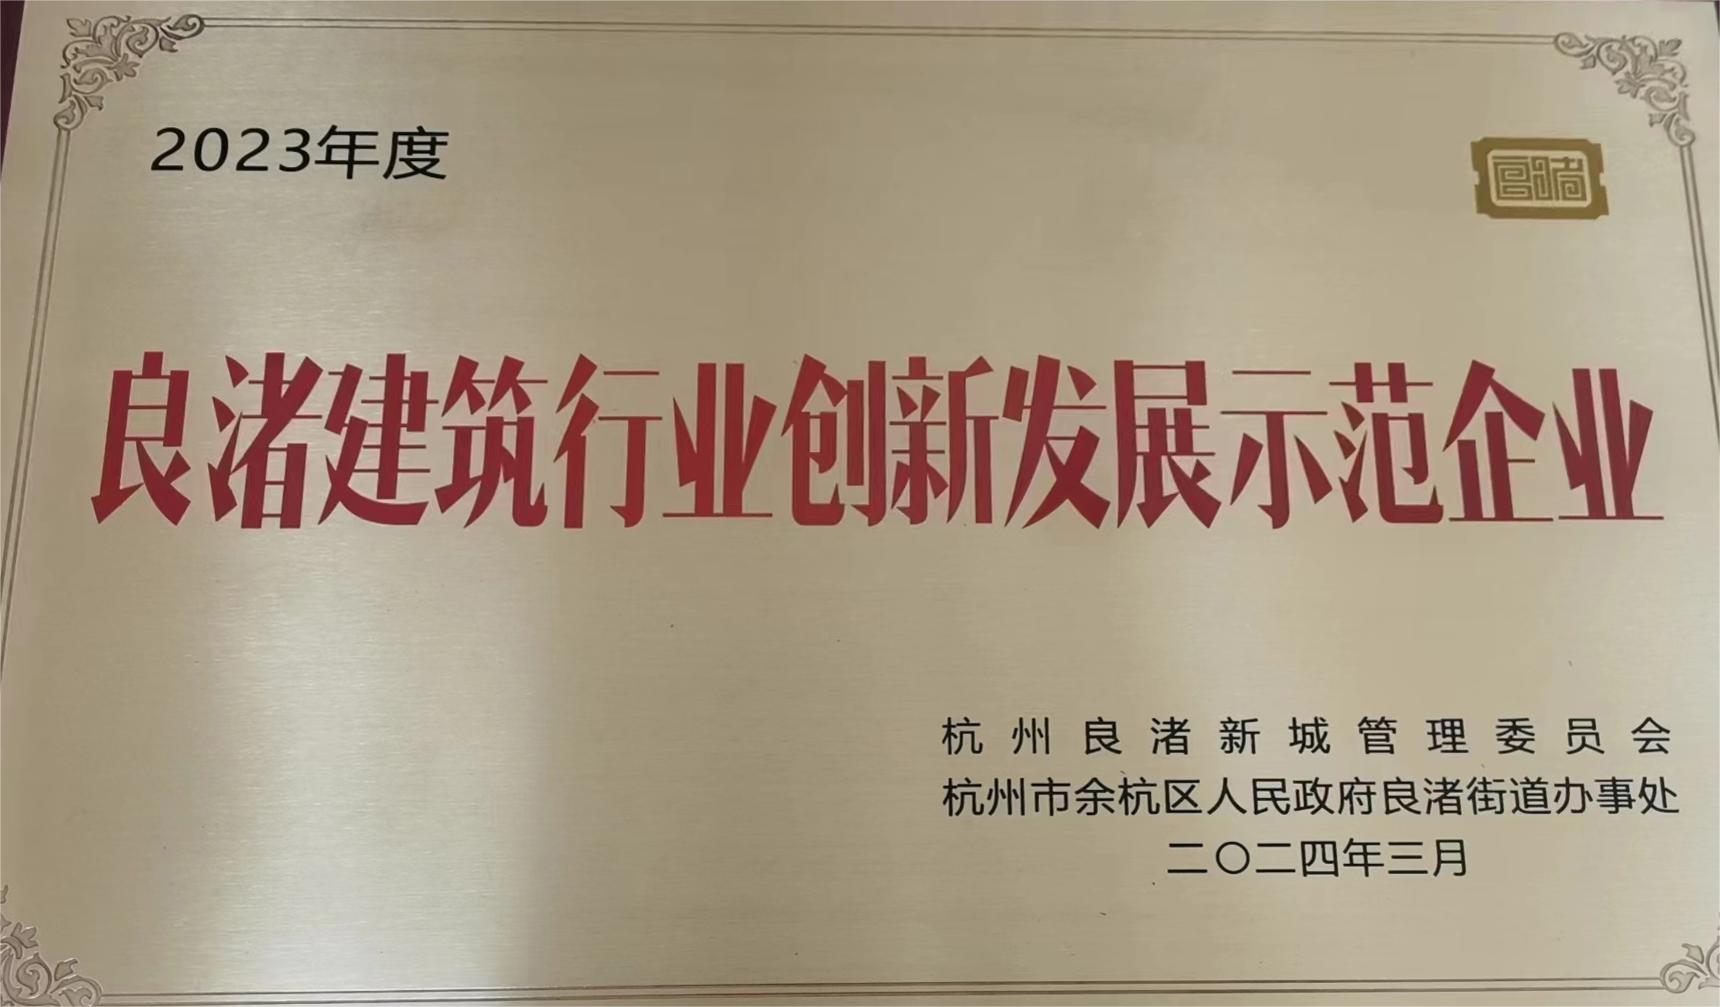 2023年度
良渚
良渚建筑行业创新发展示范企业
杭州良渚新城管理委员会
杭州市余杭区人民政府良渚街道办事处
二〇二四年三月